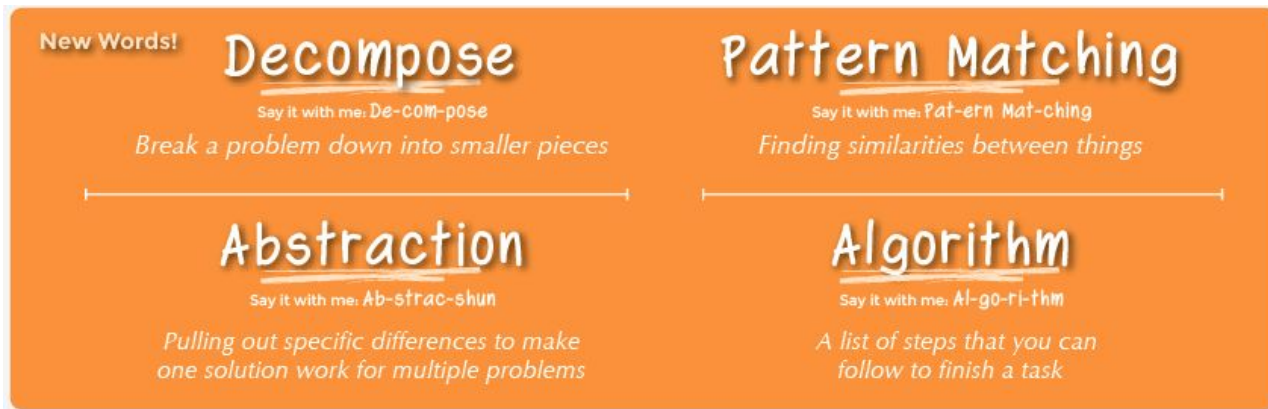 New Words!
Decompose
Say it with me: De-com-pose
Break a problem down into smaller pieces
Pattern Matching
Say it with me: Pat-ern Mat-ching
Finding similarities between things
Abstraction
Say it with me: Ab-strac-shun
Pulling out specific differences to make
one solution work for multiple problems
Algorithm
Say it with me: Al-go-ri-thm
A list of steps that you can
follow to finish a task